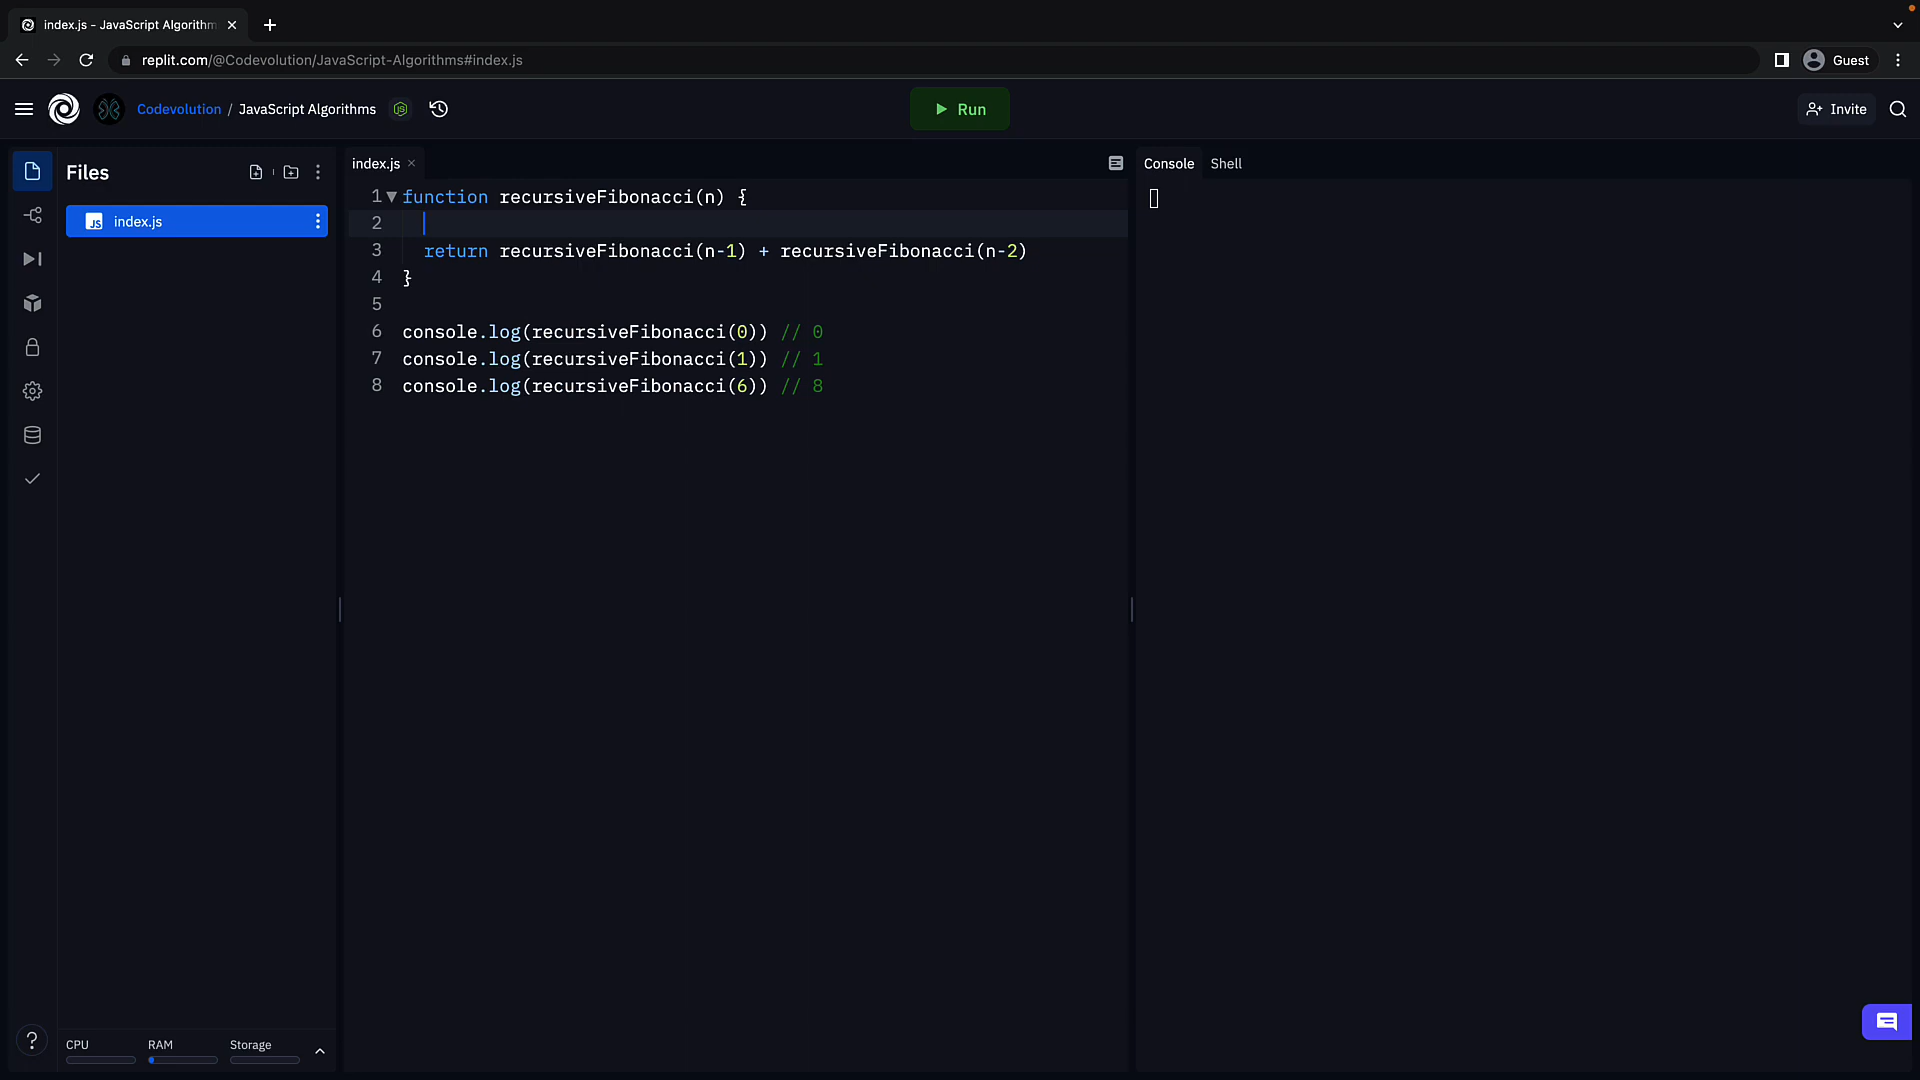 index.js - JavaScript Algorithm
replit.com/@Codevolution/JavaScript-Algorithms#index.js
Guest
Codevolution / JavaScript Algorithms
Run
Invite
Files
index.js
Console
Shell
JS index.js
1 function recursiveFibonacci(n) {
2
3 return recursiveFibonacci(n-1) + recursiveFibonacci(n-2)
4 }
5
6 console.log(recursiveFibonacci(0)) // 0
7 console.log(recursiveFibonacci(1)) // 1
8 console.log(recursiveFibonacci(6)) // 8
?
CPU
RAM
Storage